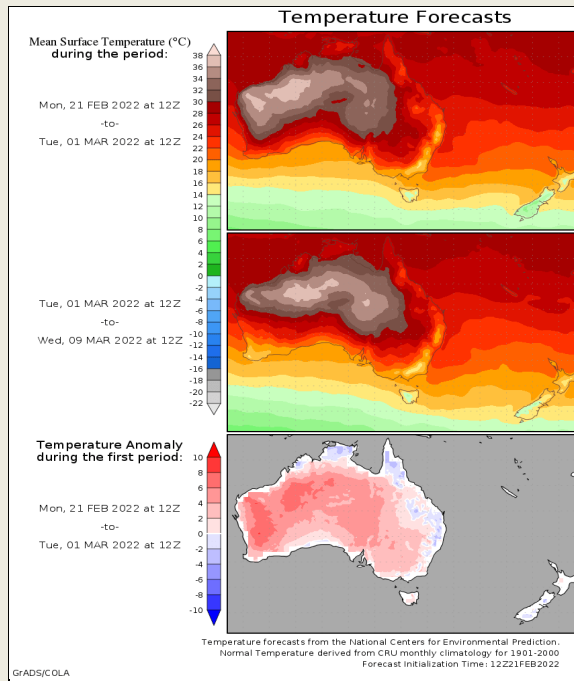 Temperature Forecasts
Mean Surface Temperature (°C)
during the period:
Mon, 21 FEB 2022 at 12Z
-to-
Tue, 01 MAR 2022 at 12Z
38
36
34
32
30
28
26
24
22
20
18
16
14
12
10
8
6
4
2
0
-2
-4
-6
-8
-10
-12
-14
-16
-18
-20
-22
Tue, 01 MAR 2022 at 12Z
-to-
Wed, 09 MAR 2022 at 12Z
Temperature Anomaly
during the first period:
Mon, 21 FEB 2022 at 12Z
-to-
Tue, 01 MAR 2022 at 12Z
10
8
6
4
2
0
-2
-4
-6
-8
-10
Temperature forecasts from the National Centers for Environmental Prediction.
Normal Temperature derived from CRU monthly climatology for 1901-2000
Forecast Initialization Time: 12Z21FEB2022
GrADS/COLA